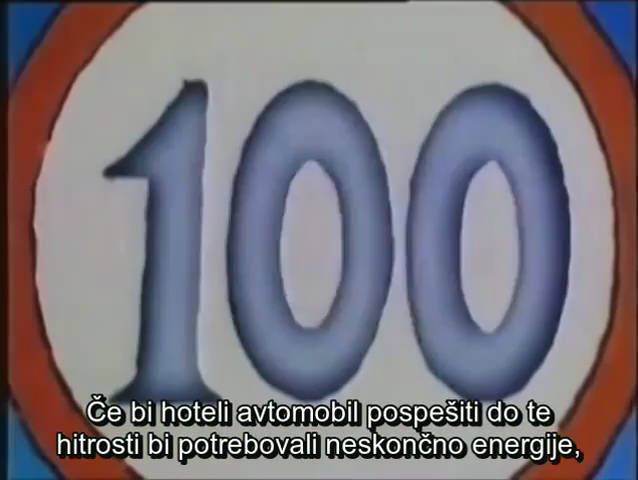 100
Če bi hoteli avtomobil pospešiti do te
hitrosti bi potrebovali neskončno energije,